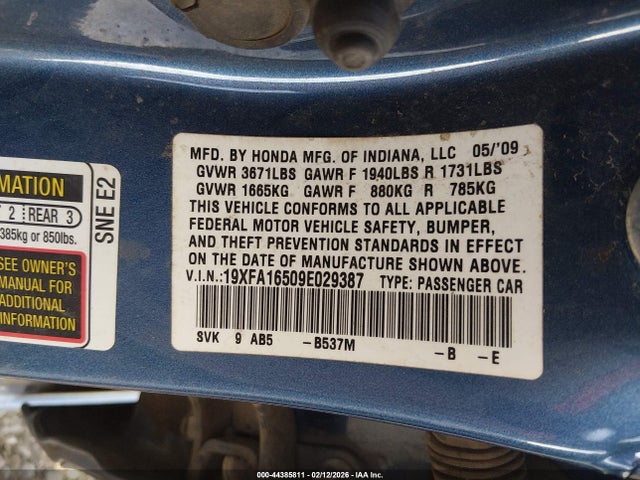 MATION
2 REAR 3
385kg or 850lbs.
SEE OWNER'S
MANUAL FOR
ADDITIONAL
INFORMATION
SNE E2
MFD. BY HONDA MFG. OF INDIANA, LLC 05/'09
GVWR 3671LBS GAWR F 1940LBS R 1731LBS
GVWR 1665KG GAWR F 880KG R 785KG
THIS VEHICLE CONFORMS TO ALL APPLICABLE
FEDERAL MOTOR VEHICLE SAFETY, BUMPER,
AND THEFT PREVENTION STANDARDS IN EFFECT
ON THE DATE OF MANUFACTURE SHOWN ABOVE.
V.I.N.:19XFA16509E029387 TYPE: PASSENGER CAR
SVK 9 AB5 -B537M -B -E
000-44385811 - 02/12/2026 - IAA Inc.